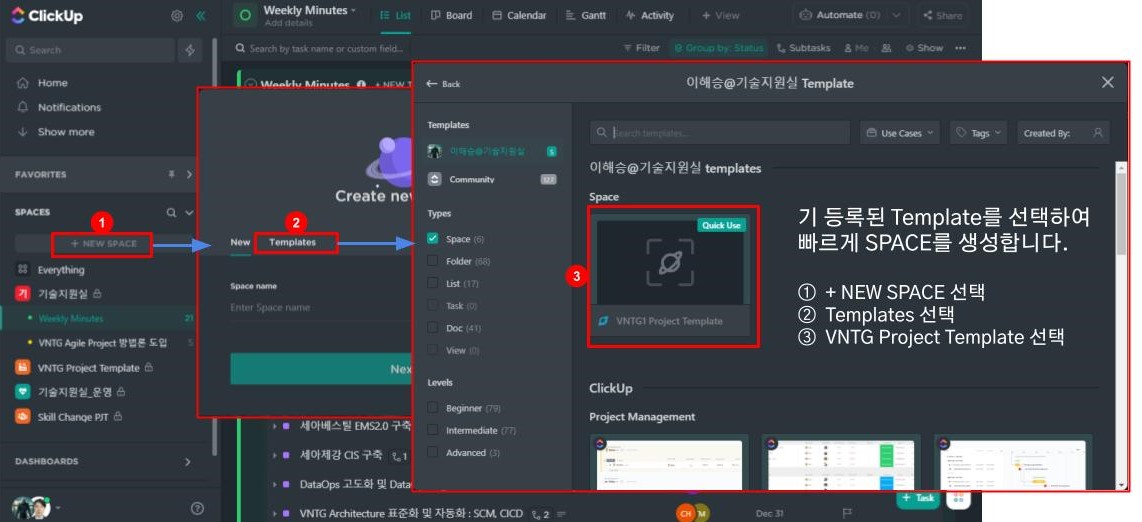 ClickUp
Search
Home
Notifications
Show more
FAVORITES
SPACES
1
+ NEW SPACE
Everything
기
기술지원실
Weekly Minutes
21
VNTG Agile Project 방법론 도입
5
VNTG Project Template
기술지원실_운영
Skill Change PJT
DASHBOARDS
Weekly Minutes
Add details
List
Board
Calendar
Gantt
Activity
+ View
Automate (0)
Share
Search by task name or custom field...
Filter
Group by: Status
Subtasks
Me
Show
Weekly Minutes
+ NEW T
Create new
2
New
Templates
Space name
Enter Space name
Nex
세아베스틸 EMS2.0 구축
세아제강 CIS 구축
1
DataOps 고도화 및 Data
VNTG Architecture 표준화 및 자동화 : SCM, CICD
2
CH
M
Dec 31
+ Task
← Back
이해승@기술지원실 Template
Templates
이해승@기술지원실
5
Community
Types
Space (6)
Folder (66)
List (17)
Task (0)
Doc (41)
View (0)
Levels
Beginner (79)
Intermediate (77)
Advanced (3)
Search templates...
Use Cases
Tags
Created By:
이해승@기술지원실 templates
Space
Quick Use
3
VNTG1 Project Template
ClickUp
Project Management
기 등록된 Template를 선택하여
빠르게 SPACE를 생성합니다.
① + NEW SPACE 선택
② Templates 선택
③ VNTG Project Template 선택